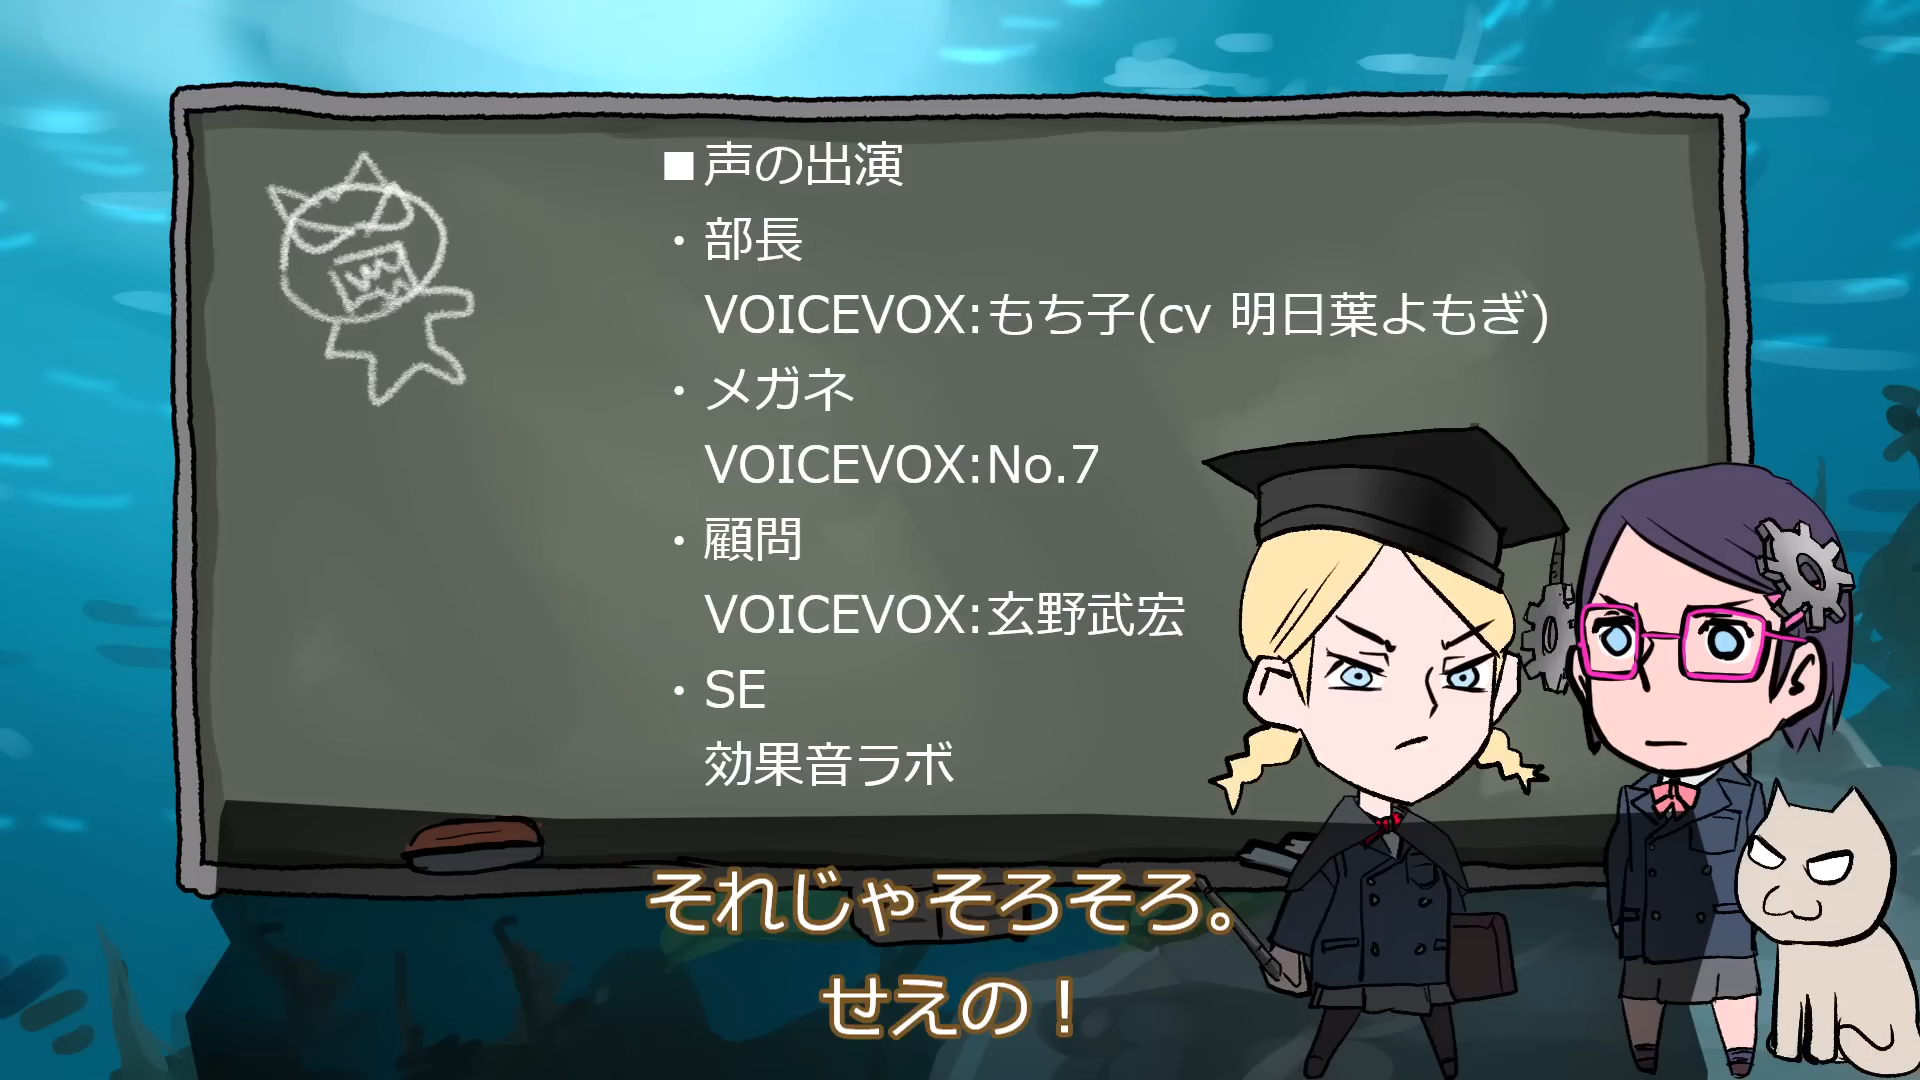 ■声の出演
・部長
VOICEVOX:もち子(cv 明日葉よもぎ)
・メガネ
VOICEVOX:No.7
・顧問
VOICEVOX:玄野武宏
・SE
効果音ラボ
それじゃそろそろ。
せえの！